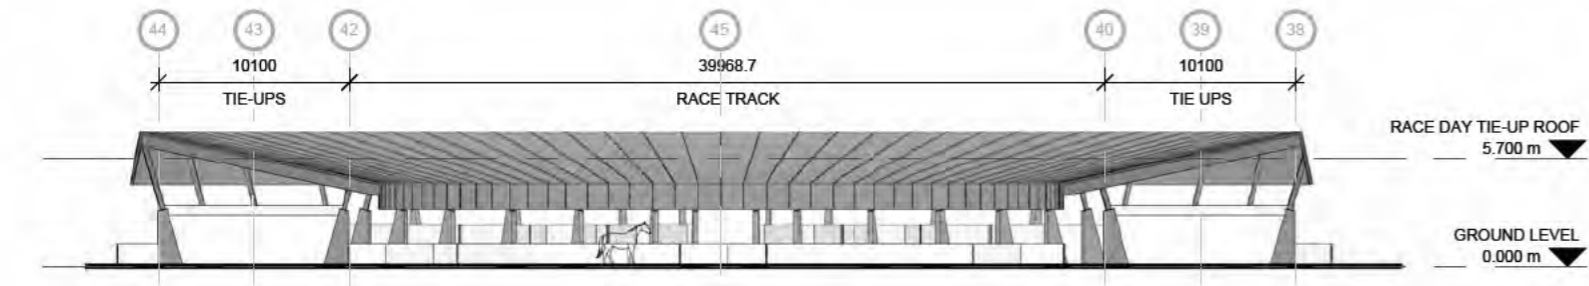 44 43 42 45 40 39 38
10100 39968.7 10100
TIE-UPS RACE TRACK TIE UPS
RACE DAY TIE-UP ROOF
5.700 m
GROUND LEVEL
0.000 m